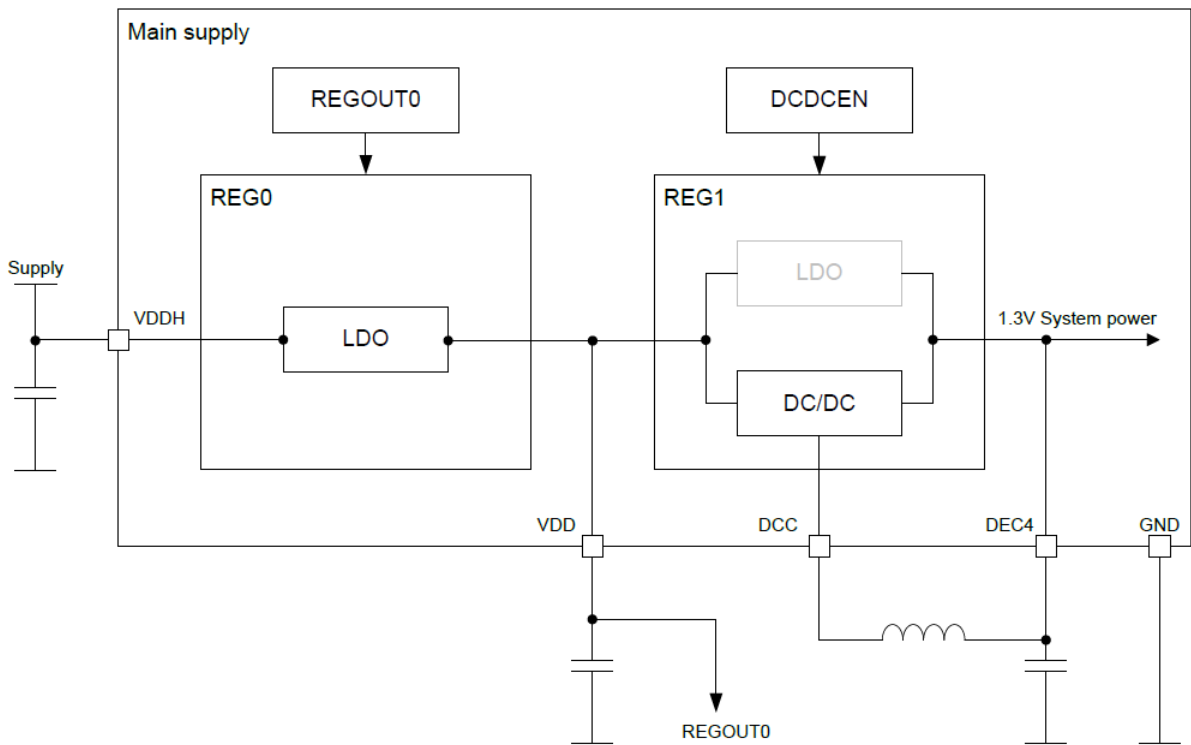 Main supply
REGOUT0
DCDCEN
REG0
REG1
LDO
Supply
VDDH
LDO
1.3V System power
DC/DC
VDD
DCC
DEC4
GND
REGOUT0